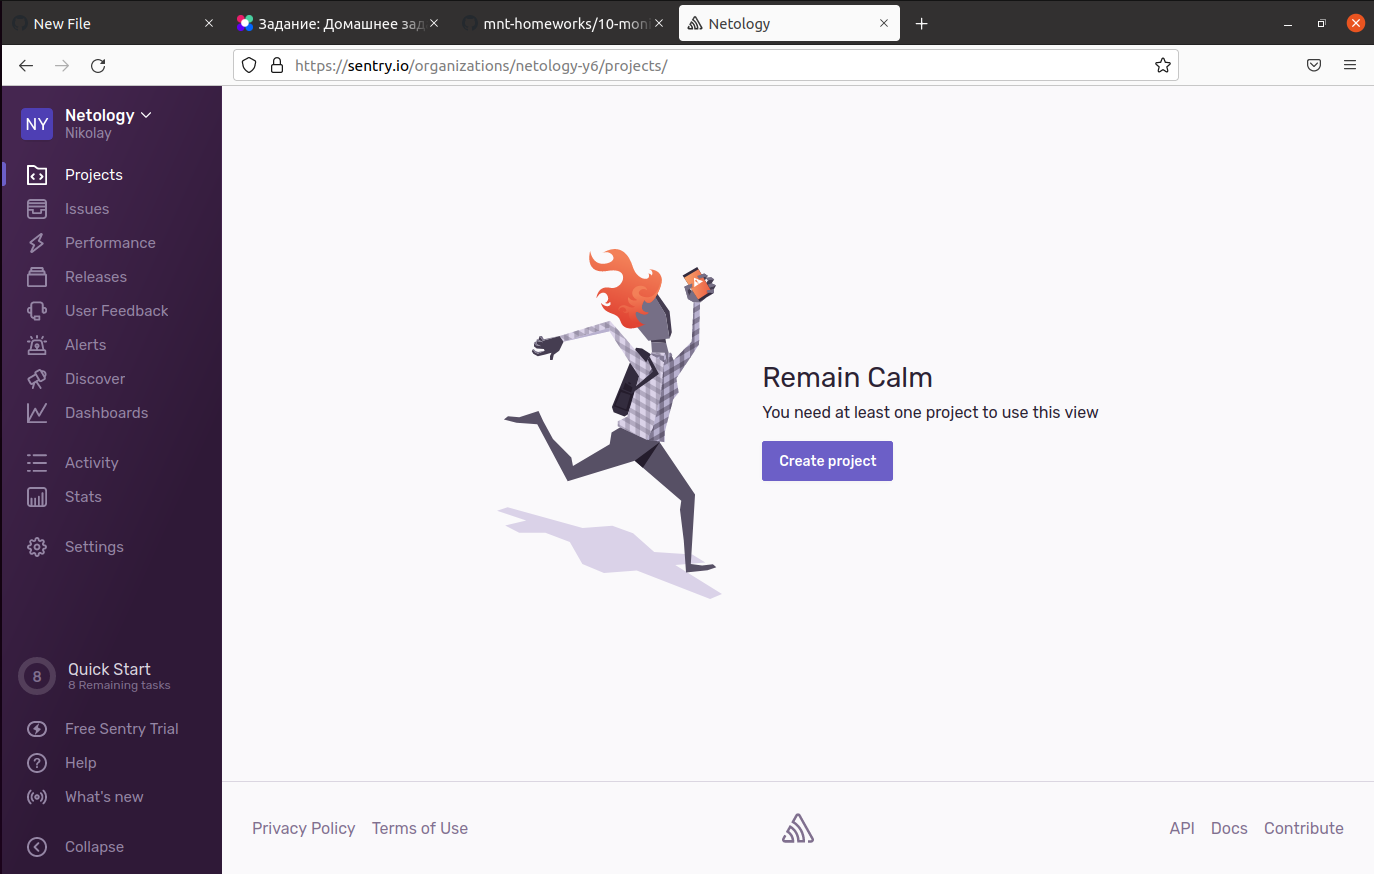 New File
Задание: Домашнее зад
mnt-homeworks/10-mon
Netology
https://sentry.io/organizations/netology-y6/projects/
NY
Netology
Nikolay
Projects
Issues
Performance
Releases
User Feedback
Alerts
Discover
Dashboards
Activity
Stats
Settings
8
Quick Start
8 Remaining tasks
Free Sentry Trial
Help
What's new
Collapse
Remain Calm
You need at least one project to use this view
Create project
Privacy Policy
Terms of Use
API
Docs
Contribute